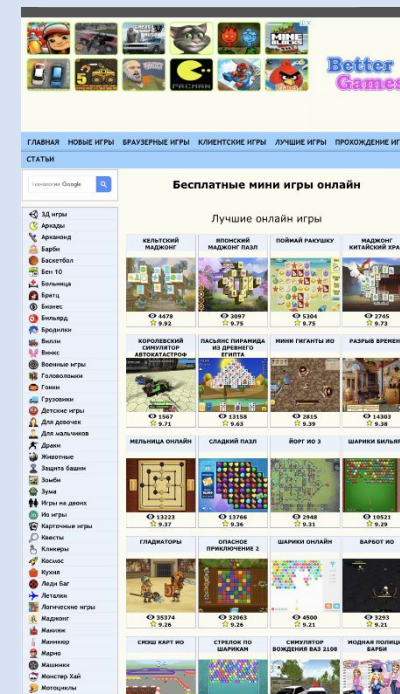 MINE
BLOCKS
5
PACMAN
Better
Games
ГЛАВНАЯ НОВЫЕ ИГРЫ БРАУЗЕРНЫЕ ИГРЫ КЛИЕНТСКИЕ ИГРЫ ЛУЧШИЕ ИГРЫ ПРОХОЖДЕНИЕ
СТАТЬИ
Google
Бесплатные мини игры онлайн
Лучшие онлайн игры
3Д игры
Аркады
Арканоид
Барби
Баскетбол
Бен 10
Больница
Братц
Бизнес
Бильярд
Бродилки
Вилли
Винкс
Военные игры
Головоломки
Гонки
Грузовики
Детские игры
Для девочек
Для мальчиков
Драки
Животные
Защита башни
Зомби
Зума
Игры на двоих
Ио игры
Карточные игры
Квесты
Кликеры
Космос
Кухня
Леди Баг
Леталки
Логические игры
Маджонг
Макияж
Маинкер
Марио
Машинки
Монстер Хай
Мотоциклы
КЕЛЬТСКИЙ
МАДЖОНГ
4478
9.92
ЯПОНСКИЙ
МАДЖОНГ ПАЗЛ
3097
9.75
ПОЙМАЙ РАКУШКУ
5304
9.75
МАДЖОНГ
КИТАЙСКИЙ
2745
9.73
КОРОЛЕВСКИЙ
СИМУЛЯТОР
АВТОКАТАСТРОФ
1567
9.71
ПАСЬЯНС ПИРАМИДА
ИЗ ДРЕВНЕГО
ЕГИПТА
13158
9.63
МИНИ ГИГАНТЫ ИО
2815
9.39
РАЗРЫВ
14303
9.38
МЕЛЬНИЦА ОНЛАЙН
13223
9.37
СЛАДКИЙ ПАЗЛ
13766
9.36
ЙОРГ ИО 3
2948
9.31
ШАРИКИ
10521
9.29
ГЛАДИАТОРЫ
35374
9.26
ОПАСНОЕ
ПРИКЛЮЧЕНИЕ 2
32063
9.26
ШАРИКИ ОНЛАЙН
4500
9.21
ВАРБОТ ИО
3293
9.21
СМЭШ КАРТ ИО
СТРЕЛОК ПО
ШАРИКАМ
СИМУЛЯТОР
ВОЖДЕНИЯ ВАЗ 2108
МОДНАЯ
БАРБИ